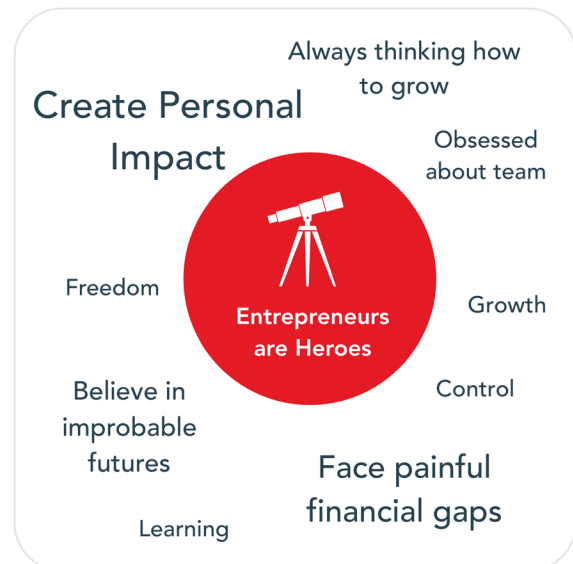 Always thinking how
to grow
Create Personal
Impact
Obsessed
about team
Freedom
Entrepreneurs
are Heroes
Growth
Believe in
improbable
futures
Control
Face painful
financial gaps
Learning